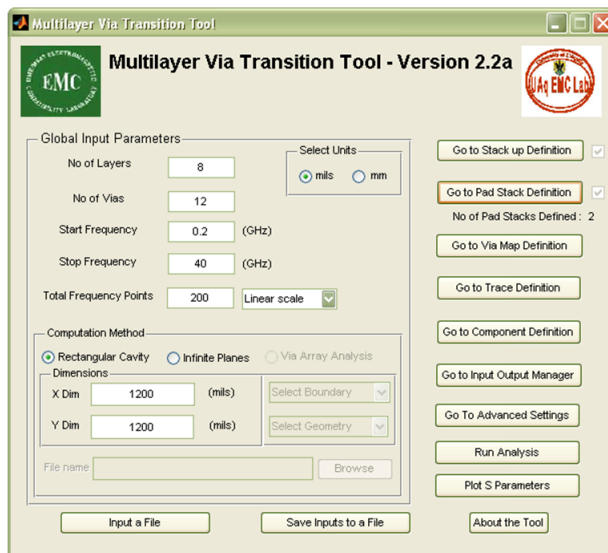 Multilayer Via Transition Tool
EMC
Multilayer Via Transition Tool - Version 2.2a
UAq EMC Lab
Global Input Parameters
No of Layers 8
Select Units
mils mm
No of Vias 12
Start Frequency 0.2 (GHz)
Stop Frequency 40 (GHz)
Total Frequency Points 200 Linear scale
Computation Method
Rectangular Cavity Infinite Planes Via Array Analysis
Dimensions
X Dim 1200 (mils) Select Boundary
Y Dim 1200 (mils) Select Geometry
File name Browse
Input a File Save Inputs to a File
Go to Stack up Definition
Go to Pad Stack Definition
No of Pad Stacks Defined : 2
Go to Via Map Definition
Go to Trace Definition
Go to Component Definition
Go to Input Output Manager
Go To Advanced Settings
Run Analysis
Plot S Parameters
About the Tool